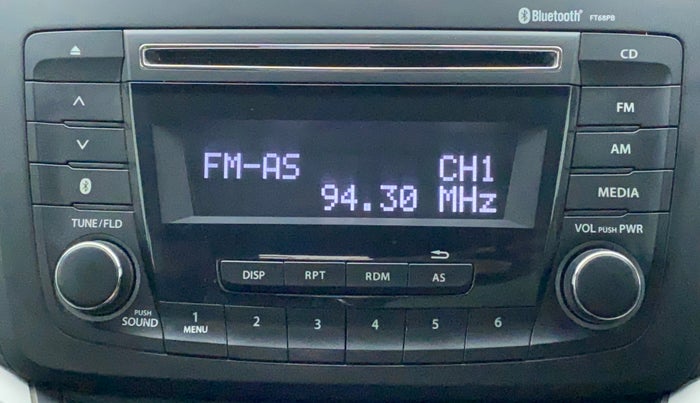 Bluetooth® FT68PB
CD
FM-AS CH1
94.30 MHz
FM
AM
MEDIA
TUNE/FLD
VOL PUSH PWR
DISP RPT RDM AS
PUSH SOUND
1 MENU 2 3 4 5 6